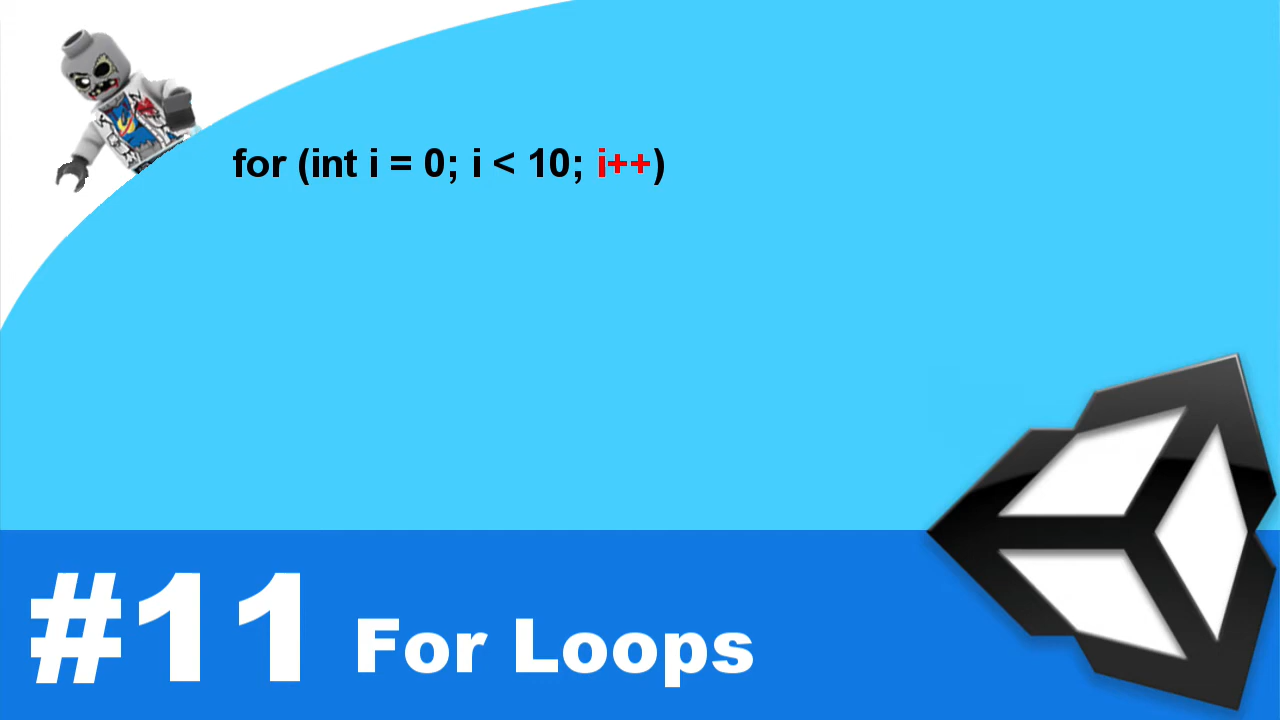 for (int i = 0; i < 10; i++)
#11 For Loops